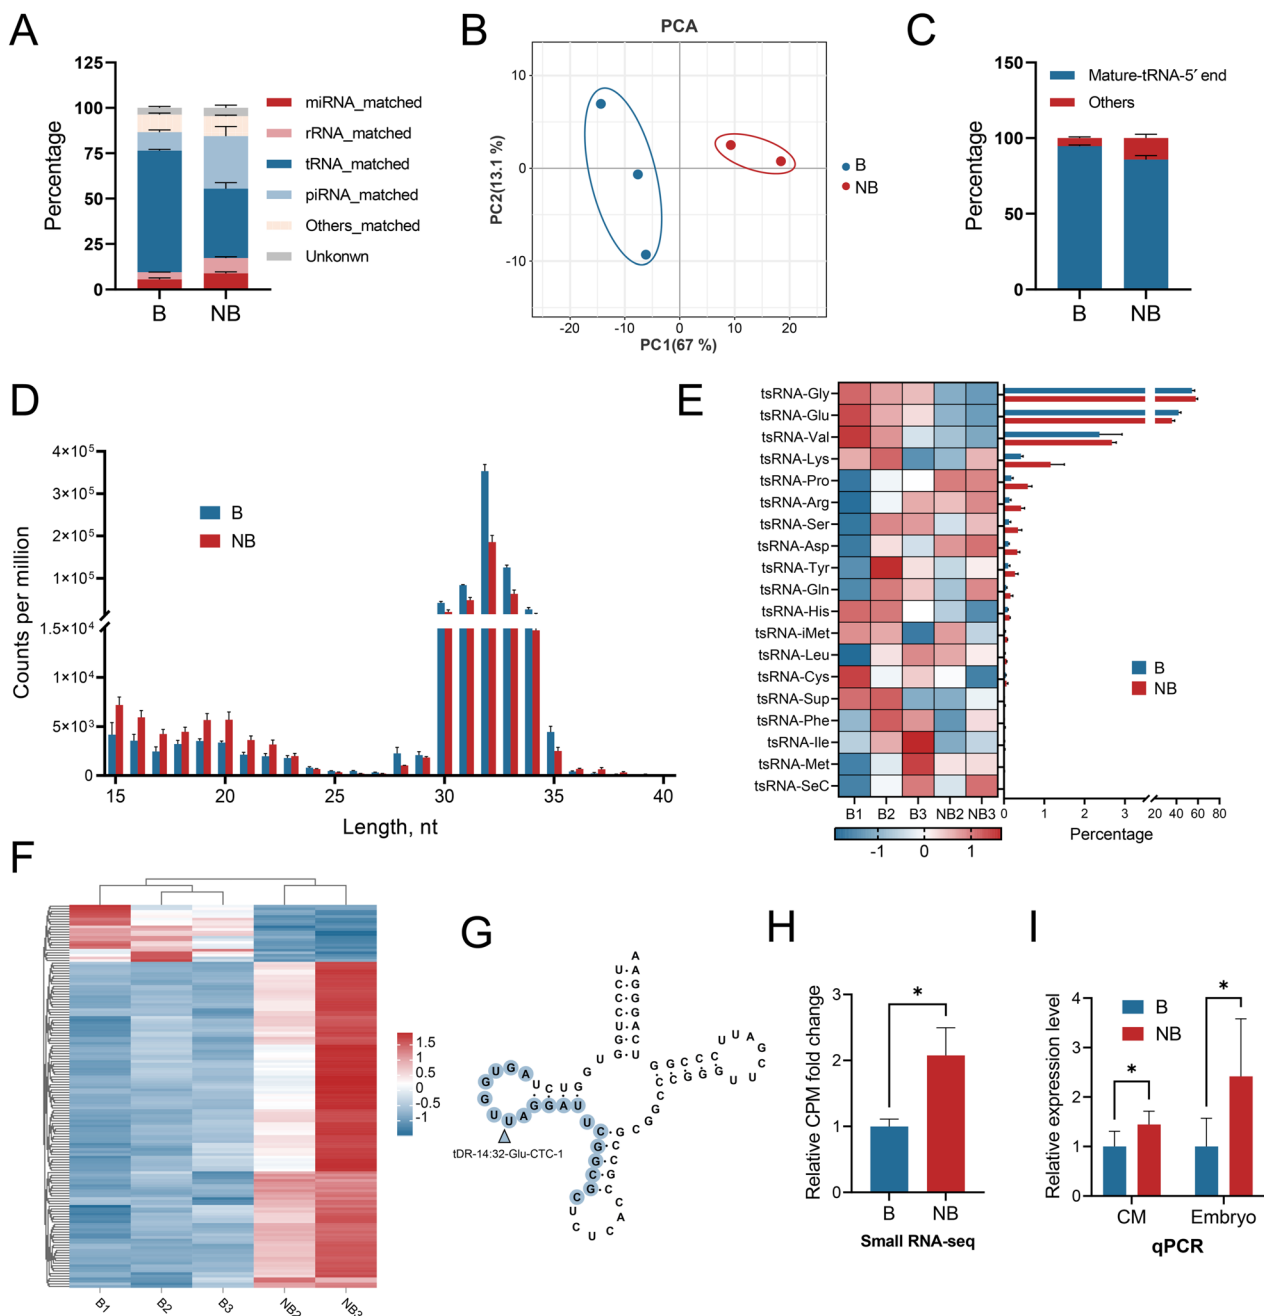 A
125
100
75
50
25
0
Percentage
B
NB
miRNA_matched
rRNA_matched
tRNA_matched
piRNA_matched
Others_matched
Unkonwn
B
PCA
10
0
-10
PC2(13.1 %)
-20
-10
0
10
20
PC1(67 %)
B
NB
C
150
100
50
0
Percentage
Mature-tRNA-5′ end
Others
B
NB
D
4×10⁵
3×10⁵
2×10⁵
1×10⁵
1.5×10⁴
1×10⁴
5×10³
0
Counts per million
B
NB
15
20
25
30
35
40
Length, nt
E
tsRNA-Gly
tsRNA-Glu
tsRNA-Val
tsRNA-Lys
tsRNA-Pro
tsRNA-Arg
tsRNA-Ser
tsRNA-Asp
tsRNA-Tyr
tsRNA-Gln
tsRNA-His
tsRNA-iMet
tsRNA-Leu
tsRNA-Cys
tsRNA-Sup
tsRNA-Phe
tsRNA-Ile
tsRNA-Met
tsRNA-SeC
B1 B2 B3 NB2 NB3
-1 0 1
B
NB
0 1 2 3 20 40 60 80
Percentage
F
1.5
1
0.5
0
-0.5
-1
B1 B2 B3 NB2 NB3
G
tDR-14:32-Glu-CTC-1
H
3
2
1
0
Relative CPM fold change
*
B
NB
Small RNA-seq
I
4
3
2
1
0
Relative expression level
B
NB
*
*
CM
Embryo
qPCR